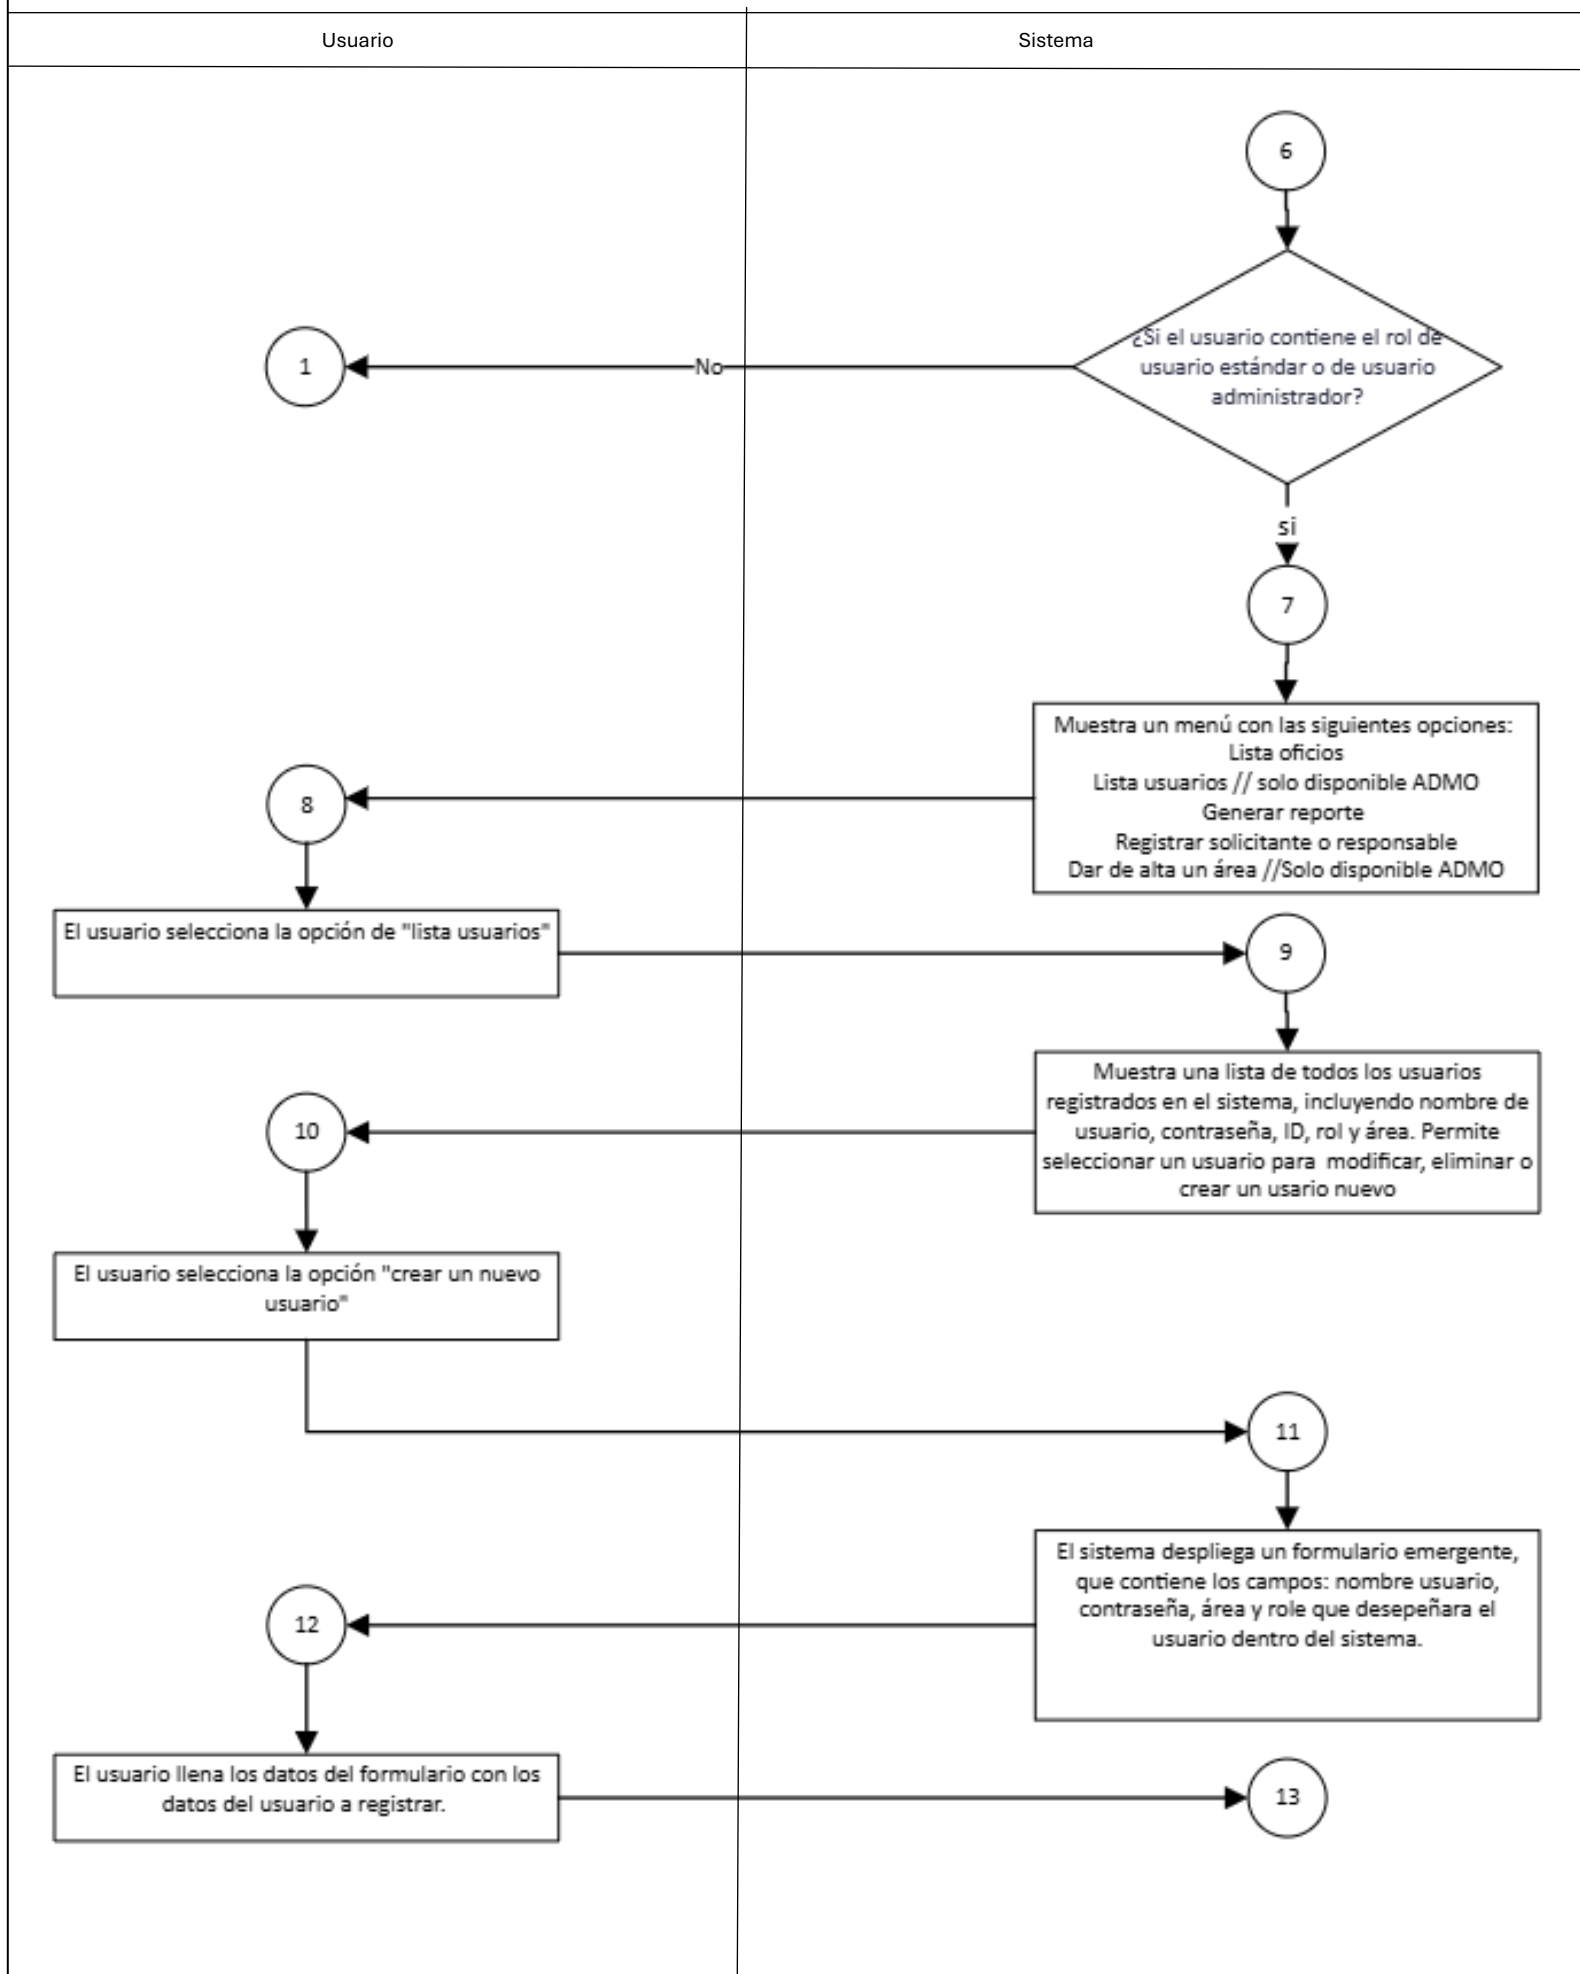 Usuario
Sistema
6
¿Si el usuario contiene el rol de
usuario estándar o de usuario
administrador?
No
1
si
7
Muestra un menú con las siguientes opciones:
Lista oficios
Lista usuarios // solo disponible ADMO
Generar reporte
Registrar solicitante o responsable
Dar de alta un área //Solo disponible ADMO
8
El usuario selecciona la opción de "lista usuarios"
9
Muestra una lista de todos los usuarios
registrados en el sistema, incluyendo nombre de
usuario, contraseña, ID, rol y área. Permite
seleccionar un usuario para modificar, eliminar o
crear un usario nuevo
10
El usuario selecciona la opción "crear un nuevo
usuario"
11
El sistema despliega un formulario emergente,
que contiene los campos: nombre usuario,
contraseña, área y role que desepeñara el
usuario dentro del sistema.
12
El usuario llena los datos del formulario con los
datos del usuario a registrar.
13